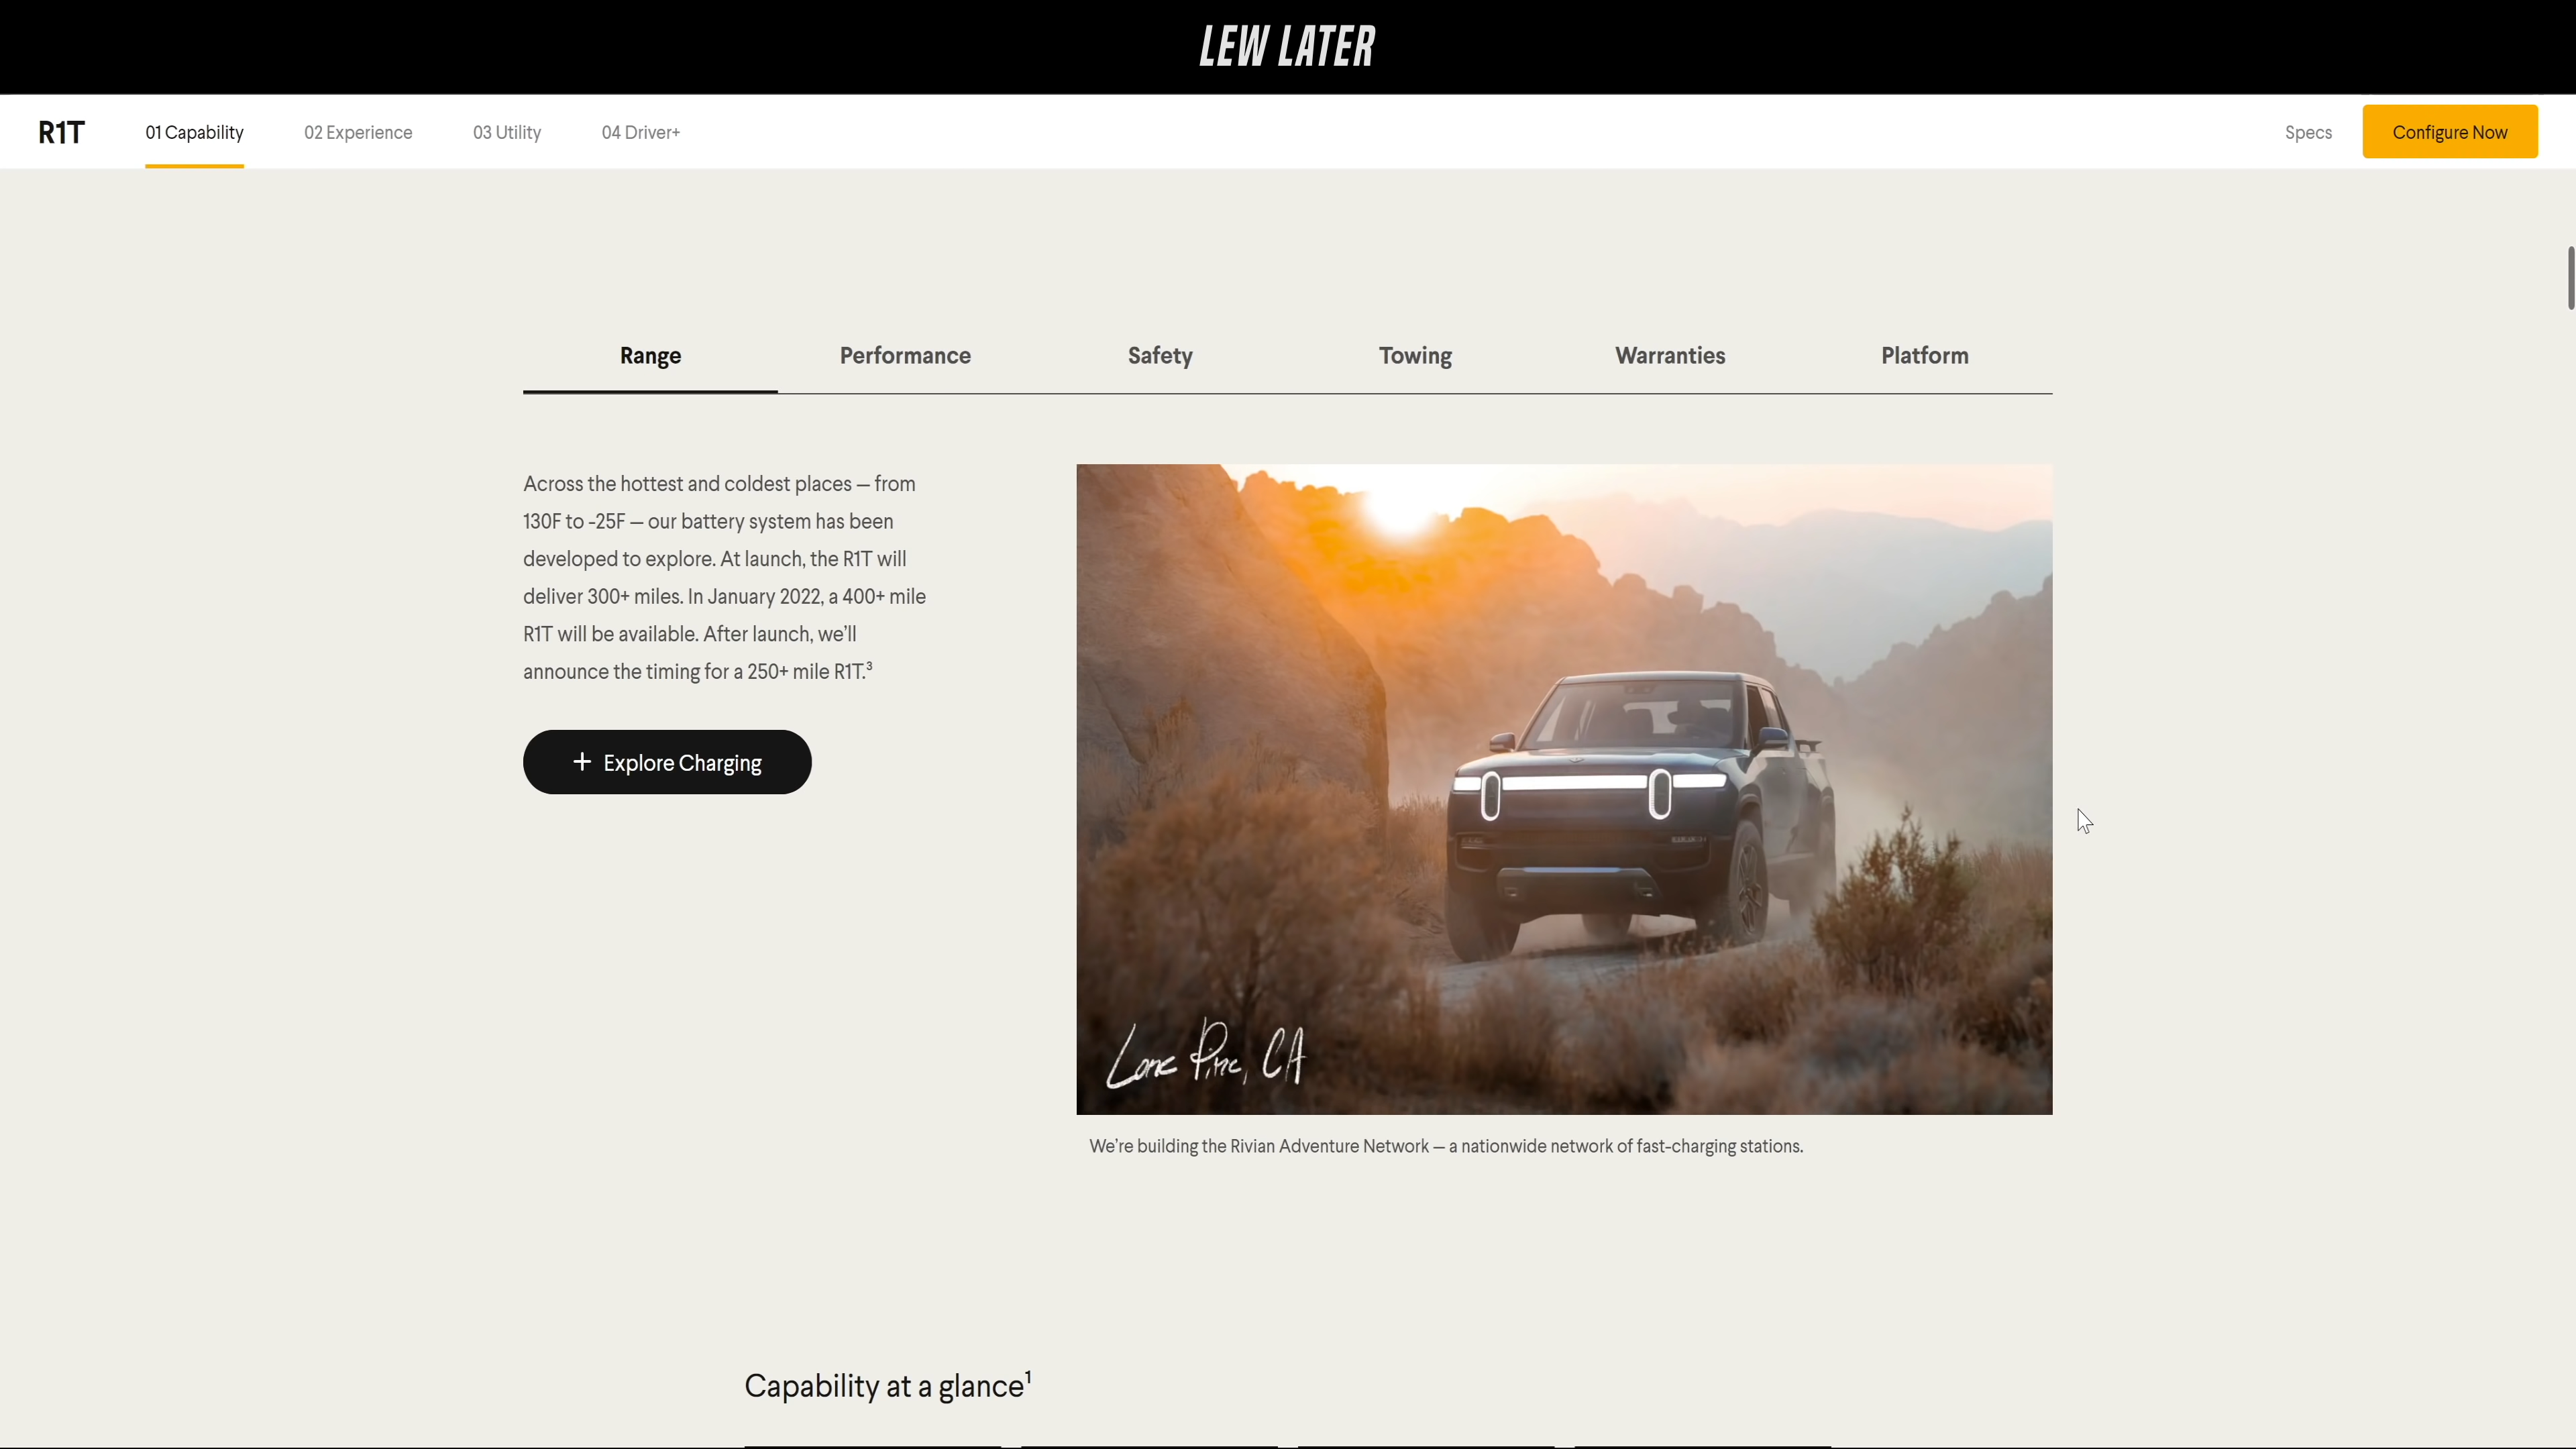 LEW LATER
R1T
01 Capability
02 Experience
03 Utility
04 Driver+
Specs
Configure Now
Range
Performance
Safety
Towing
Warranties
Platform
Across the hottest and coldest places — from
130F to -25F — our battery system has been
developed to explore. At launch, the R1T will
deliver 300+ miles. In January 2022, a 400+ mile
R1T will be available. After launch, we’ll
announce the timing for a 250+ mile R1T.³
+ Explore Charging
Lone Pine, CA
We’re building the Rivian Adventure Network — a nationwide network of fast-charging stations.
Capability at a glance¹